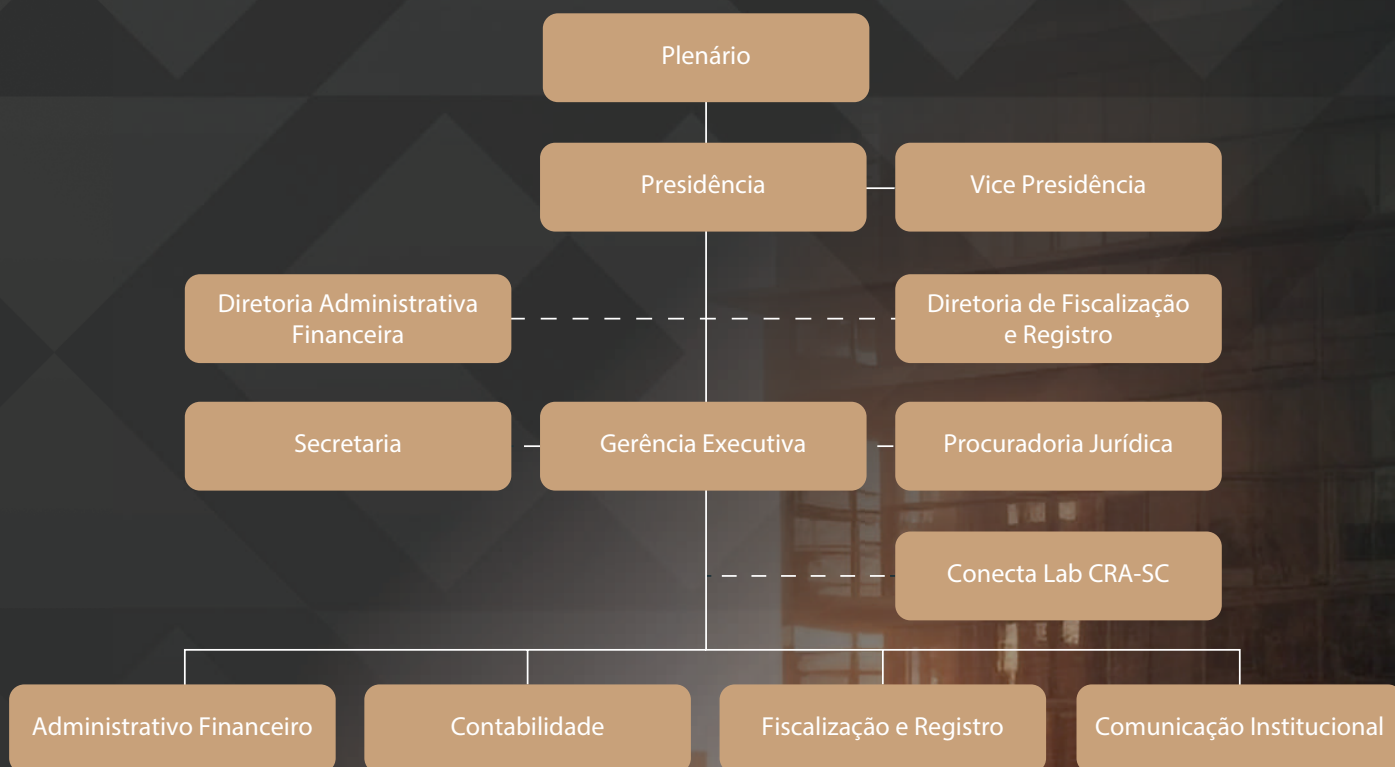 Plenário
Presidência
Vice Presidência
Diretoria Administrativa
Financeira
Diretoria de Fiscalização
e Registro
Secretaria
Gerência Executiva
Procuradoria Jurídica
Conecta Lab CRA-SC
Administrativo Financeiro
Contabilidade
Fiscalização e Registro
Comunicação Institucional